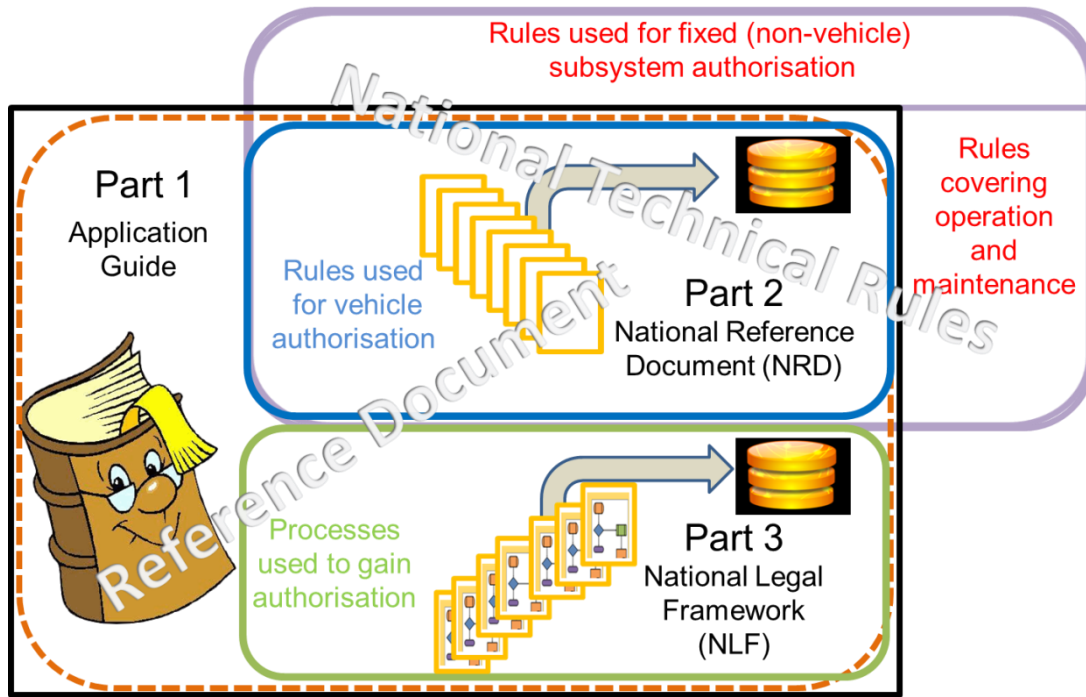 Rules used for fixed (non-vehicle)
subsystem authorisation
National Technical Rules
Part 1
Application
Guide
Rules used
for vehicle
authorisation
Part 2
National Reference
Document (NRD)
Rules
covering
operation
and
maintenance
Reference Document
Processes
used to gain
authorisation
Part 3
National Legal
Framework
(NLF)